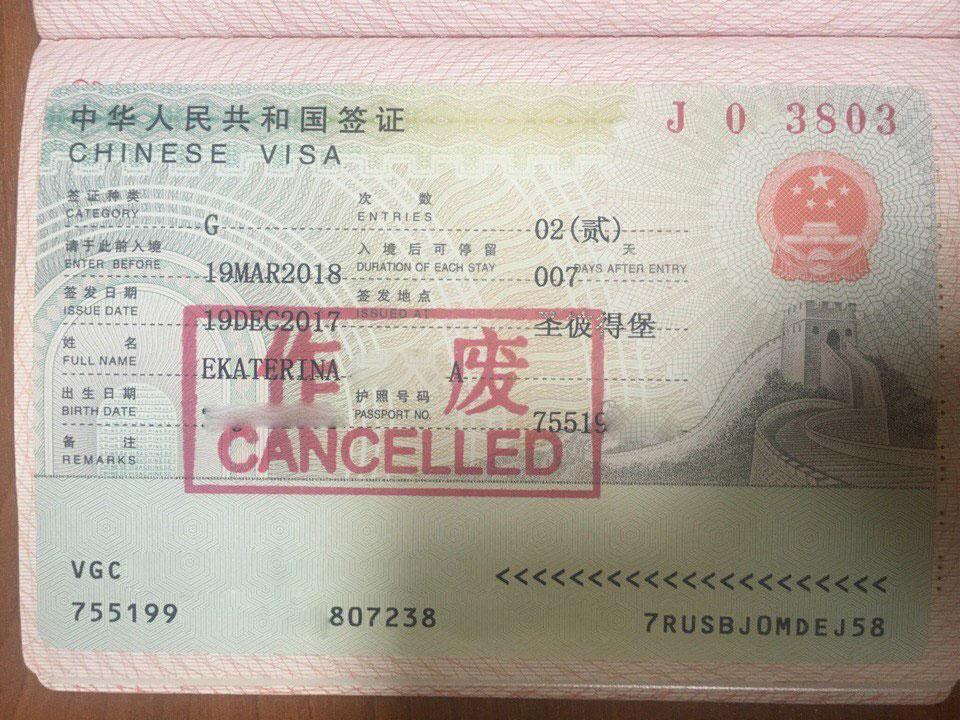 中华人民共和国签证
CHINESE VISA
J 0 3803
签证种类
CATEGORY
G
次 数
ENTRIES
02(贰)
请于此前入境
ENTER BEFORE
19MAR2018
入境后可停留
DURATION OF EACH STAY
007
天
DAYS AFTER ENTRY
签发日期
ISSUE DATE
19DEC2017
签发地点
ISSUED AT
圣彼得堡
姓 名
FULL NAME
EKATERINA A
出生日期
BIRTH DATE
护照号码
PASSPORT NO.
75519
备 注
REMARKS
作 废
CANCELLED
VGC <<<<<<<<<<<<<<<<<<<<<
755199 807238 7RUSBJOMDEJ58